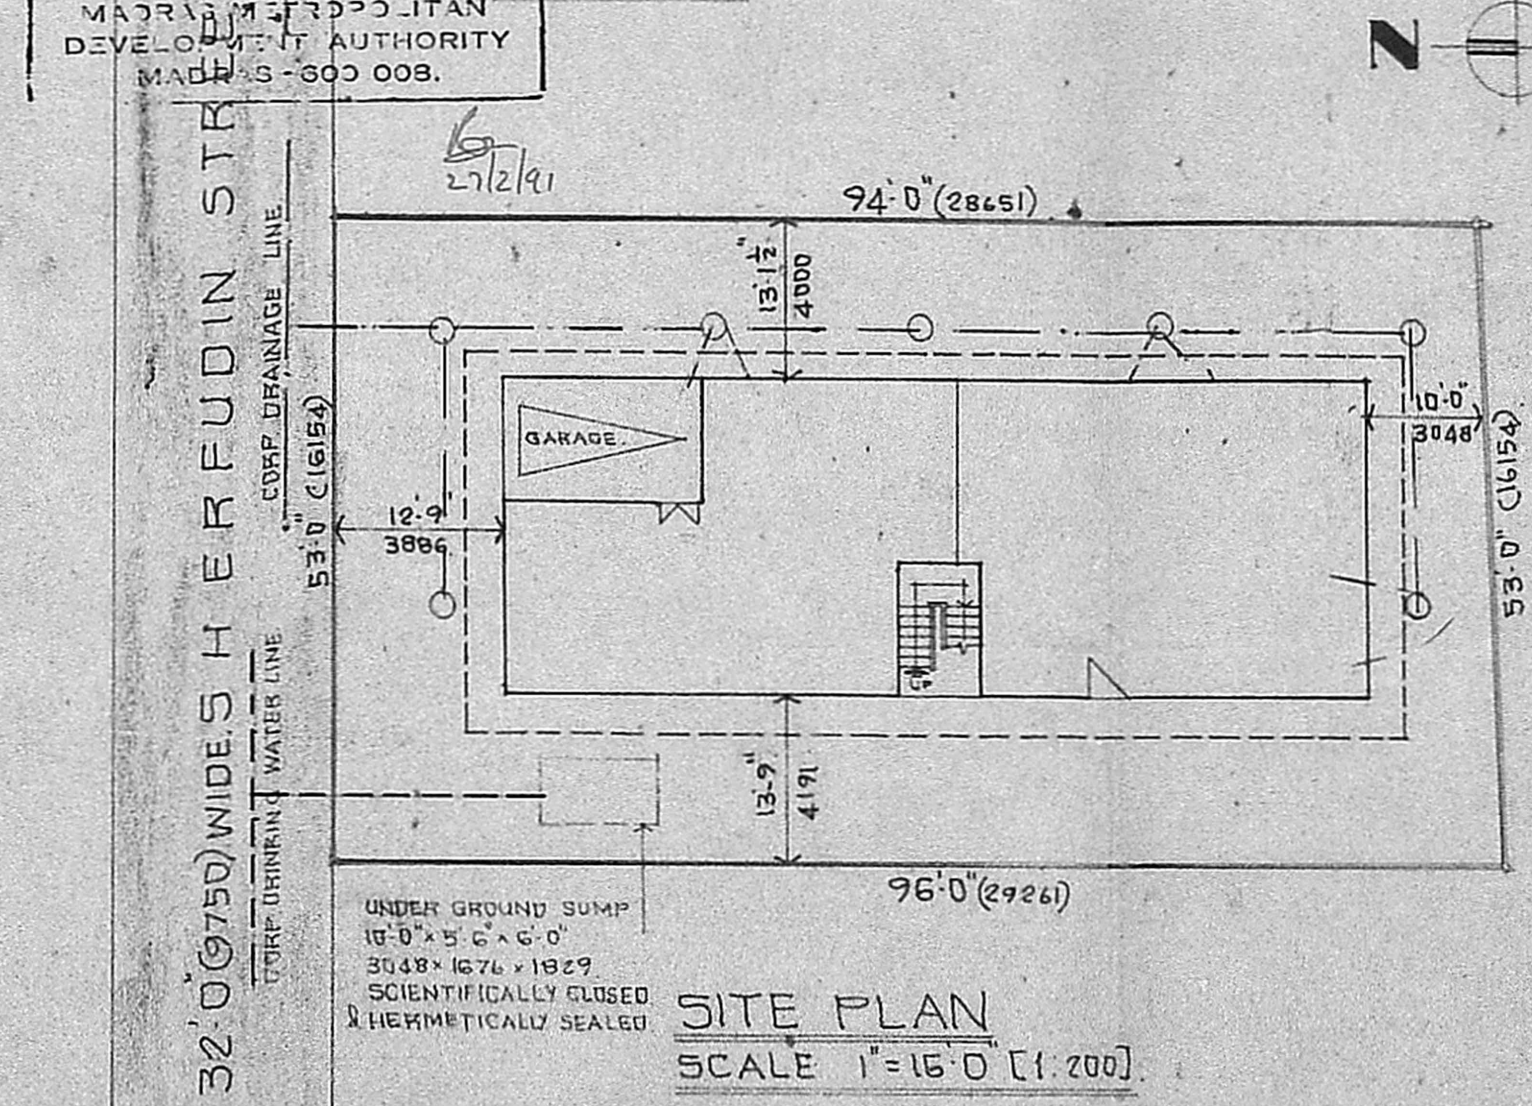 MADRAS METROPOLITAN
DEVELOPMENT AUTHORITY
MADRAS-600 008.
27/2/91
N
94'-0"(28651)
13'-1½"
4000
32'-0"(9750) WIDE. SHERFUDIN STREET
CORP. DRAINAGE LINE.
CORP. DRINKING WATER LINE
53'-0" (16154)
GARAGE.
12'-9"
3886
10'-0"
3048
53'-0" (16154)
UP
13'-9"
4191
96'-0"(29261)
UNDER GROUND SUMP
10'-0" x 5'-6" x 6'-0"
3048 x 1676 x 1829
SCIENTIFICALLY CLOSED
& HERMETICALLY SEALED
SITE PLAN
SCALE 1"=16'-0" [1:200].